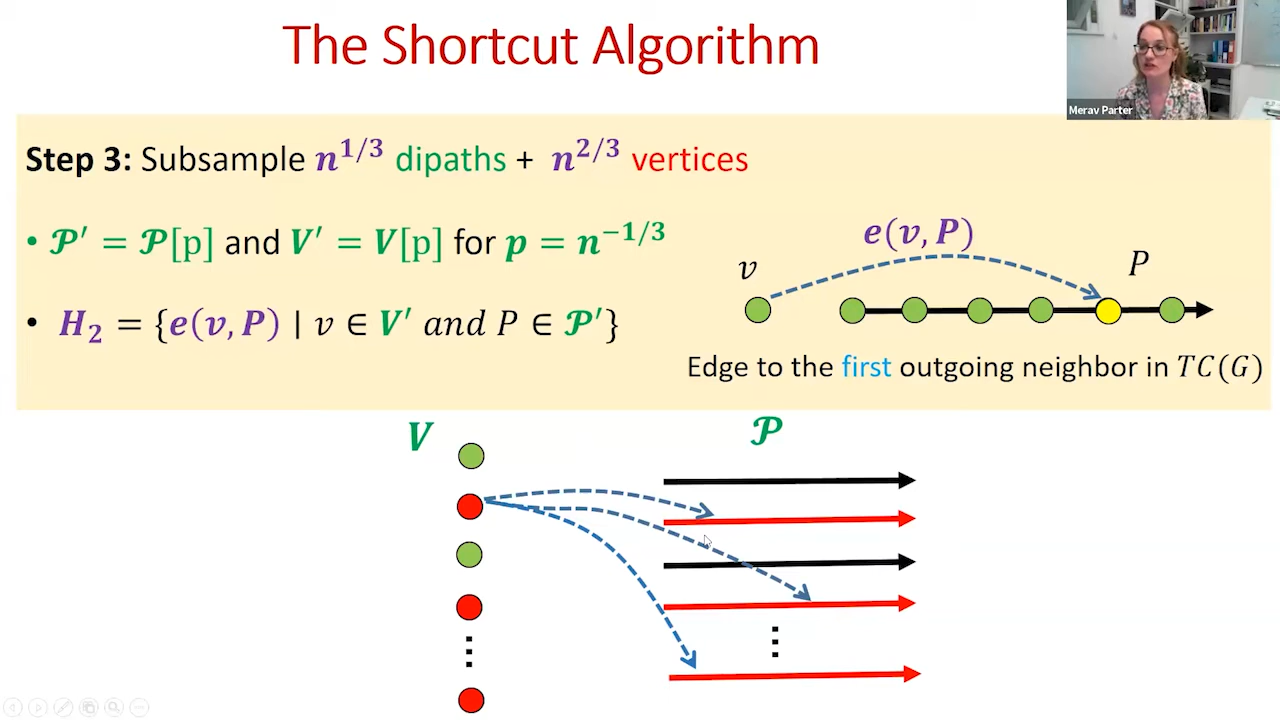 The Shortcut Algorithm
Merav Parter
Step 3: Subsample n^{1/3} dipaths + n^{2/3} vertices
• 𝒫′ = 𝒫[p] and V′ = V[p] for p = n^{−1/3}
• H₂ = {e(v, P) | v ∈ V′ and P ∈ 𝒫′}
e(v, P)
v
P
Edge to the first outgoing neighbor in TC(G)
V
𝒫